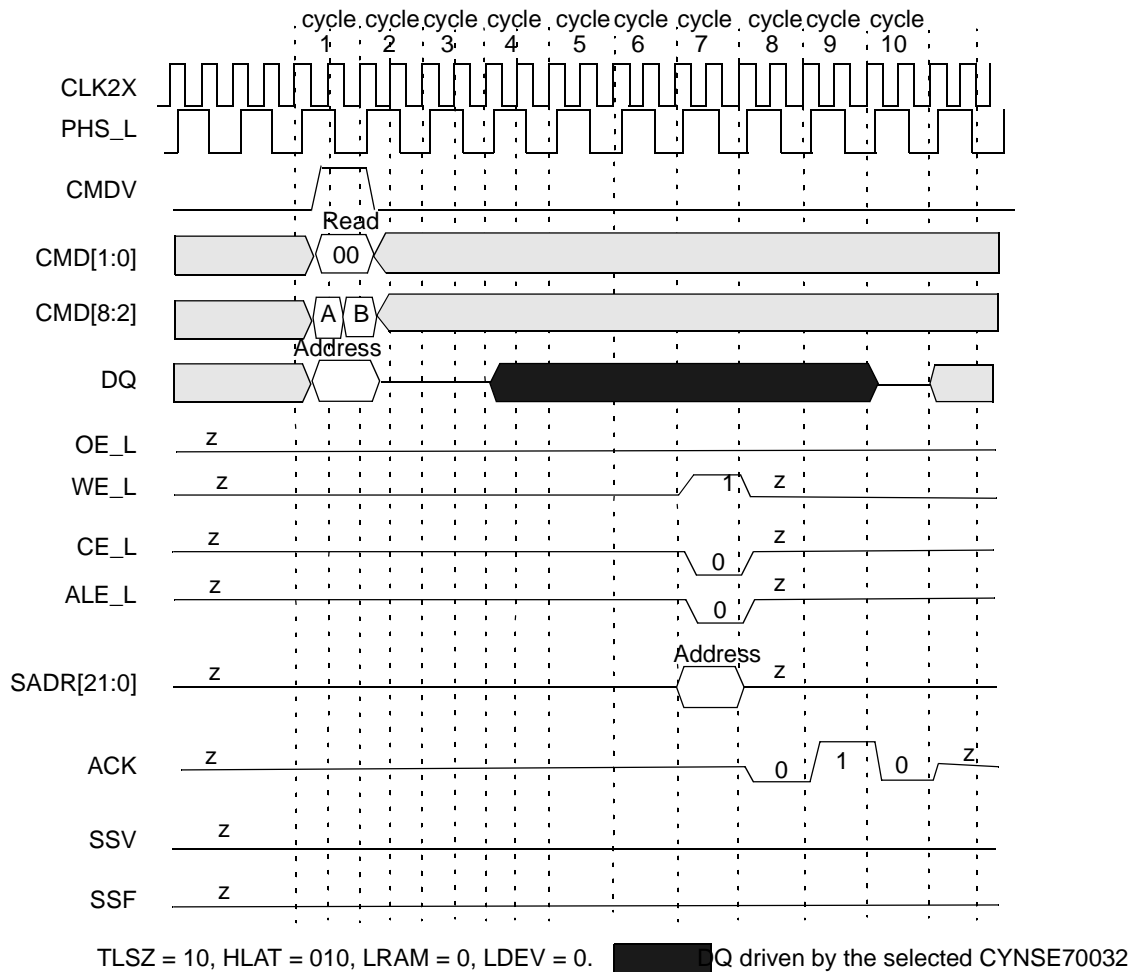 cycle cycle cycle cycle cycle cycle cycle cycle cycle cycle
1 2 3 4 5 6 7 8 9 10
CLK2X
PHS_L
CMDV
Read
CMD[1:0] 00
CMD[8:2] A B
Address
DQ
OE_L z
WE_L z 1 z
CE_L z 0 z
ALE_L z 0 z
Address
SADR[21:0] z z
ACK z 0 1 0 z
SSV z
SSF z
TLSZ = 10, HLAT = 010, LRAM = 0, LDEV = 0. DQ driven by the selected CYNSE70032